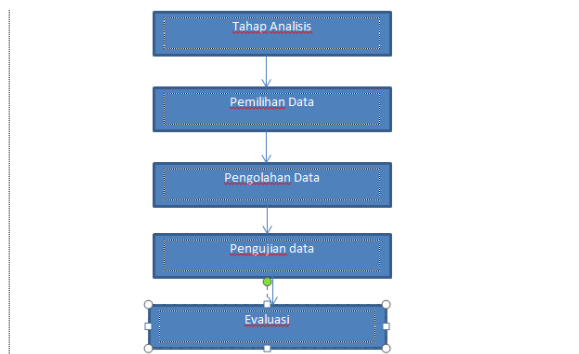 Tahap Analisis
Pemilihan Data
Pengolahan Data
Pengujian data
Evaluasi